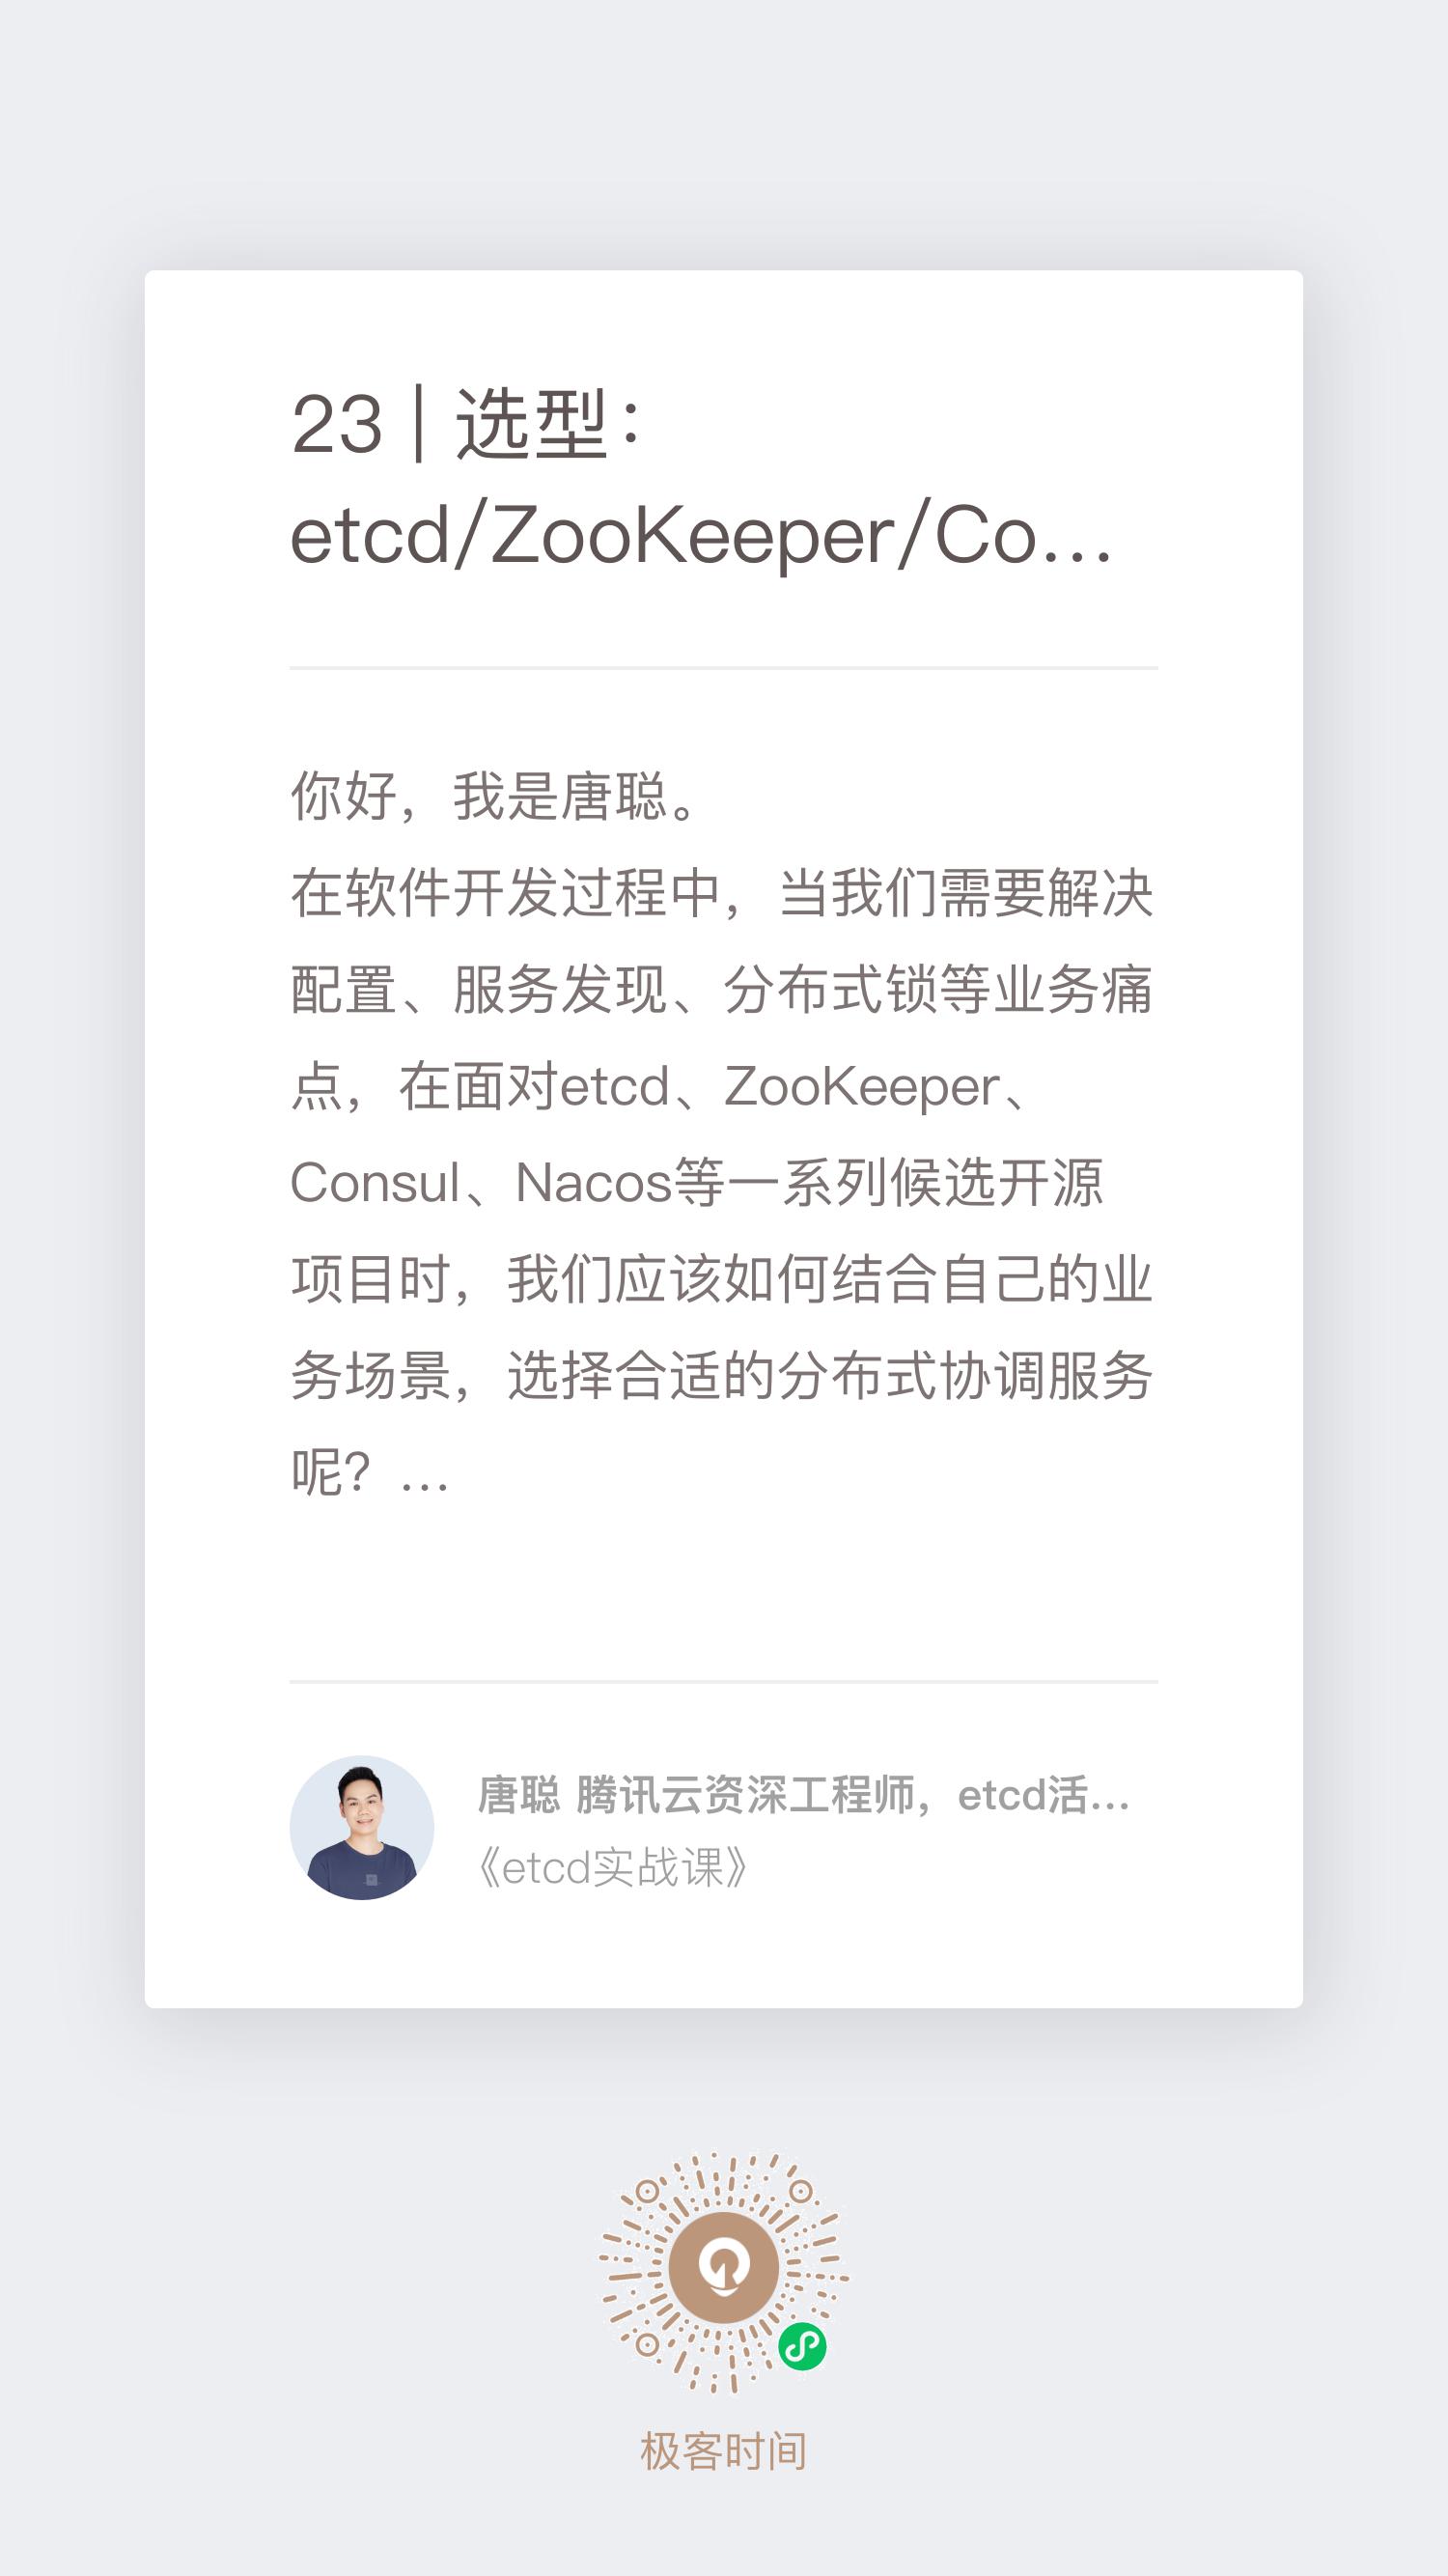 23 | 选型：
etcd/ZooKeeper/Co...
你好，我是唐聪。
在软件开发过程中，当我们需要解决
配置、服务发现、分布式锁等业务痛
点，在面对etcd、ZooKeeper、
Consul、Nacos等一系列候选开源
项目时，我们应该如何结合自己的业
务场景，选择合适的分布式协调服务
呢？...
唐聪 腾讯云资深工程师，etcd活...
《etcd实战课》
极客时间